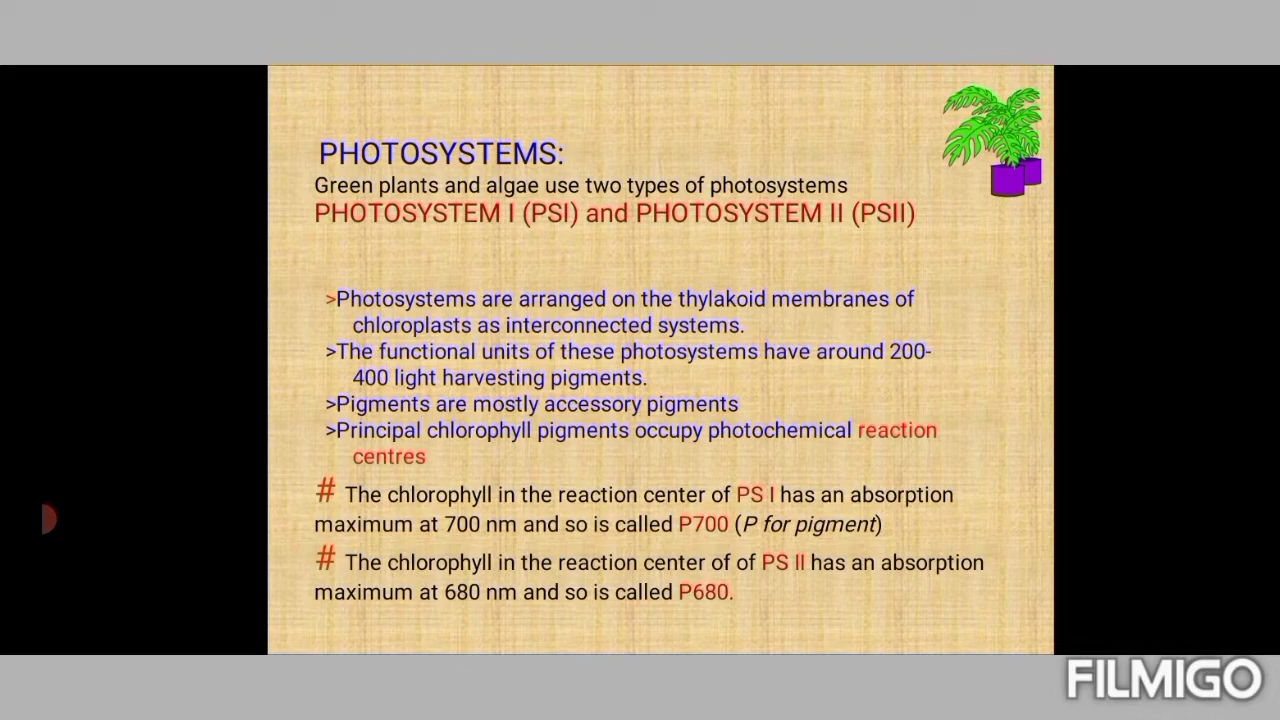 PHOTOSYSTEMS:
Green plants and algae use two types of photosystems
PHOTOSYSTEM I (PSI) and PHOTOSYSTEM II (PSII)
>Photosystems are arranged on the thylakoid membranes of
chloroplasts as interconnected systems.
>The functional units of these photosystems have around 200-
400 light harvesting pigments.
>Pigments are mostly accessory pigments
>Principal chlorophyll pigments occupy photochemical reaction
centres
# The chlorophyll in the reaction center of PS I has an absorption
maximum at 700 nm and so is called P700 (P for pigment)
# The chlorophyll in the reaction center of of PS II has an absorption
maximum at 680 nm and so is called P680.
FILMIGO